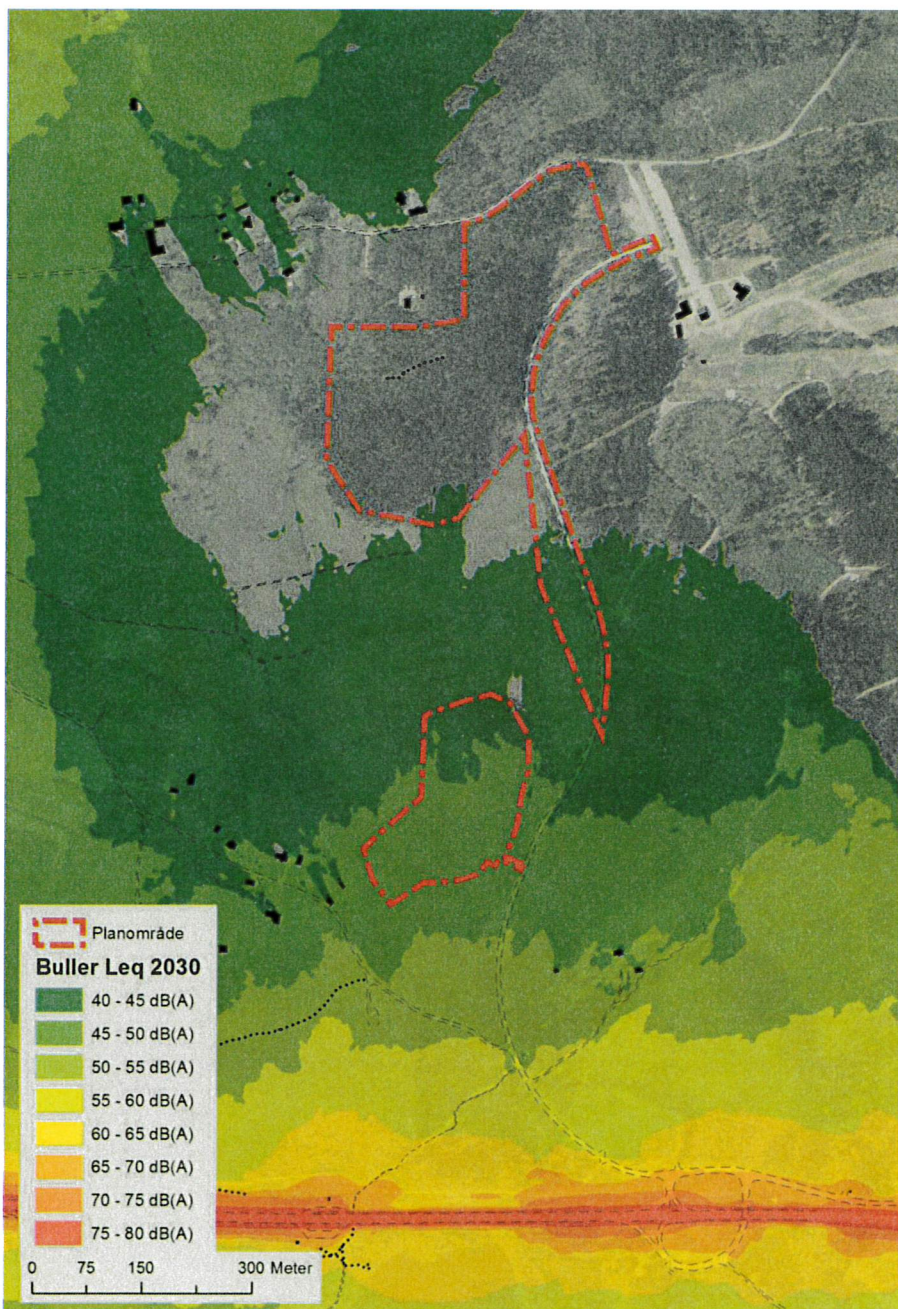 Planområde
Buller Leq 2030
40 - 45 dB(A)
45 - 50 dB(A)
50 - 55 dB(A)
55 - 60 dB(A)
60 - 65 dB(A)
65 - 70 dB(A)
70 - 75 dB(A)
75 - 80 dB(A)
0 75 150 300 Meter